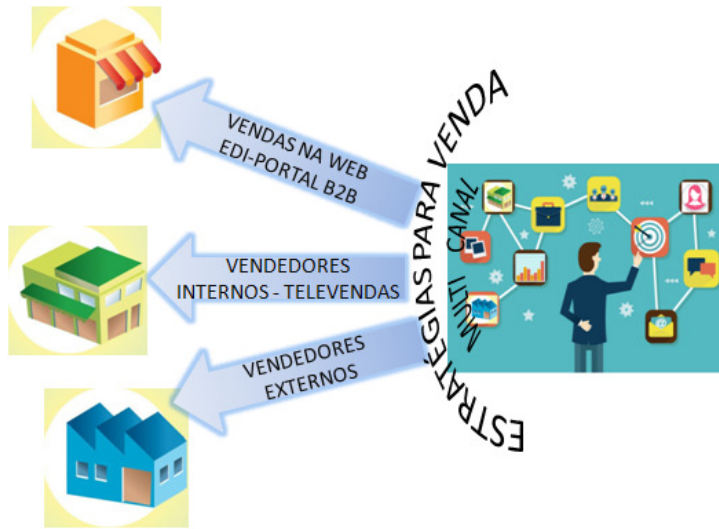 VENDAS NA WEB
EDI-PORTAL B2B
VENDEDORES
INTERNOS - TELEVENDAS
VENDEDORES
EXTERNOS
ESTRATÉGIAS PARA VENDA
MULTI CANAL